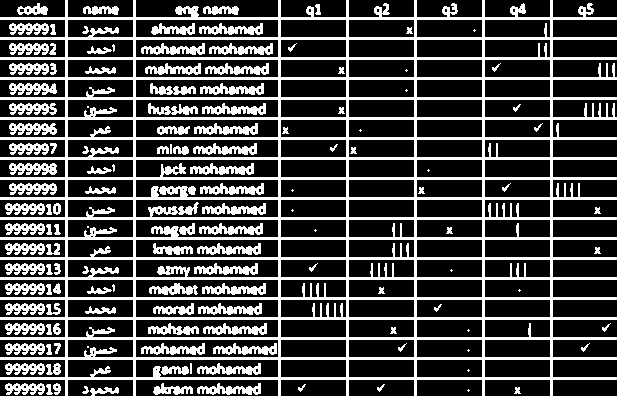 code name eng name q1 q2 q3 q4 q5
999991 محمود ahmed mohamed x . |
999992 احمد mohamed mohamed ✓ ||
999993 محمد mahmod mohamed x . ✓ |||
999994 حسن hassan mohamed .
999995 حسين hussien mohamed x ✓ |||||
999996 عمر omar mohamed x . ✓ |
999997 محمود mina mohamed ✓ x ||
999998 احمد jack mohamed .
999999 محمد george mohamed . x ✓ ||||
9999910 حسن youssef mohamed . ||||| x
9999911 حسين maged mohamed . || x |
9999912 عمر kreem mohamed ||| x
9999913 محمود azmy mohamed ✓ |||| . |||
9999914 احمد medhat mohamed |||| x .
9999915 محمد morad mohamed ||||| ✓
9999916 حسن mohsen mohamed x . | ✓
9999917 حسين mohamed mohamed ✓ . ✓
9999918 عمر gamal mohamed .
9999919 محمود akram mohamed ✓ ✓ . x